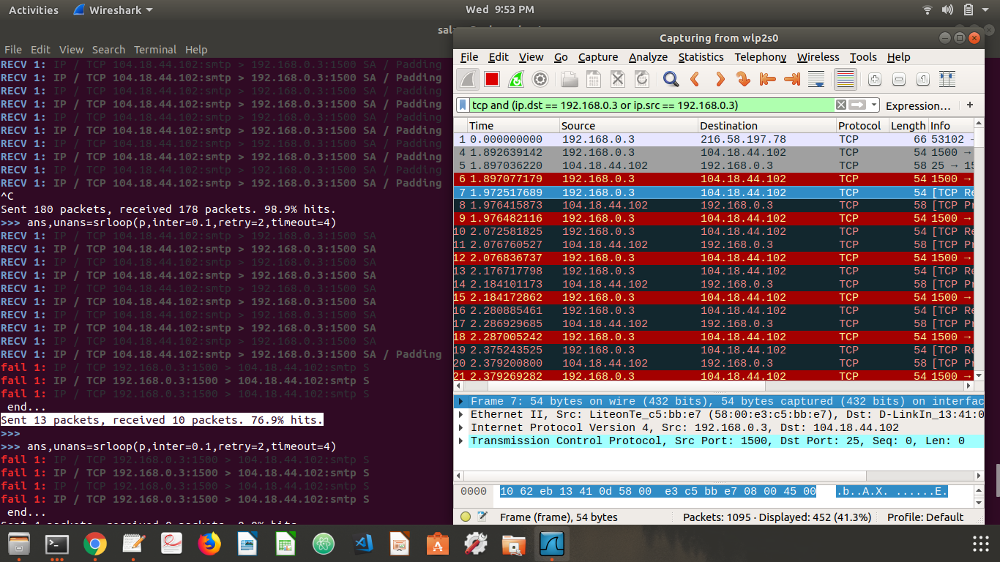 Activities Wireshark Wed 9:53 PM
File Edit View Search Terminal Help
RECV 1: IP / TCP 104.18.44.102:smtp > 192.168.0.3:1500 SA / Padding
RECV 1: IP / TCP 104.18.44.102:smtp > 192.168.0.3:1500 SA / Padding
RECV 1: IP / TCP 104.18.44.102:smtp > 192.168.0.3:1500 SA / Padding
RECV 1: IP / TCP 104.18.44.102:smtp > 192.168.0.3:1500 SA / Padding
RECV 1: IP / TCP 104.18.44.102:smtp > 192.168.0.3:1500 SA / Padding
RECV 1: IP / TCP 104.18.44.102:smtp > 192.168.0.3:1500 SA / Padding
RECV 1: IP / TCP 104.18.44.102:smtp > 192.168.0.3:1500 SA / Padding
RECV 1: IP / TCP 104.18.44.102:smtp > 192.168.0.3:1500 SA / Padding
RECV 1: IP / TCP 104.18.44.102:smtp > 192.168.0.3:1500 SA / Padding
RECV 1: IP / TCP 104.18.44.102:smtp > 192.168.0.3:1500 SA / Padding
^C
Sent 180 packets, received 178 packets. 98.9% hits.
>>> ans,unans=srloop(p,inter=0.1,retry=2,timeout=4)
RECV 1: IP / TCP 104.18.44.102:smtp > 192.168.0.3:1500 SA
RECV 1: IP / TCP 104.18.44.102:smtp > 192.168.0.3:1500 SA
RECV 1: IP / TCP 104.18.44.102:smtp > 192.168.0.3:1500 SA
RECV 1: IP / TCP 104.18.44.102:smtp > 192.168.0.3:1500 SA
RECV 1: IP / TCP 104.18.44.102:smtp > 192.168.0.3:1500 SA
RECV 1: IP / TCP 104.18.44.102:smtp > 192.168.0.3:1500 SA
RECV 1: IP / TCP 104.18.44.102:smtp > 192.168.0.3:1500 SA
RECV 1: IP / TCP 104.18.44.102:smtp > 192.168.0.3:1500 SA
RECV 1: IP / TCP 104.18.44.102:smtp > 192.168.0.3:1500 SA
RECV 1: IP / TCP 104.18.44.102:smtp > 192.168.0.3:1500 SA / Padding
fail 1: IP / TCP 192.168.0.3:1500 > 104.18.44.102:smtp S
fail 1: IP / TCP 192.168.0.3:1500 > 104.18.44.102:smtp S
fail 1: IP / TCP 192.168.0.3:1500 > 104.18.44.102:smtp S
end...
Sent 13 packets, received 10 packets. 76.9% hits.
>>>
>>> ans,unans=srloop(p,inter=0.1,retry=2,timeout=4)
fail 1: IP / TCP 192.168.0.3:1500 > 104.18.44.102:smtp S
fail 1: IP / TCP 192.168.0.3:1500 > 104.18.44.102:smtp S
fail 1: IP / TCP 192.168.0.3:1500 > 104.18.44.102:smtp S
fail 1: IP / TCP 192.168.0.3:1500 > 104.18.44.102:smtp S
end...
Sent 4 packets, received 0 packets. 0.0% hits.
Capturing from wlp2s0
File Edit View Go Capture Analyze Statistics Telephony Wireless Tools Help
tcp and (ip.dst == 192.168.0.3 or ip.src == 192.168.0.3) Expression… +
Time Source Destination Protocol Length Info
1 0.000000000 192.168.0.3 216.58.197.78 TCP 66 53102 →
4 1.892639142 192.168.0.3 104.18.44.102 TCP 54 1500 →
5 1.897036220 104.18.44.102 192.168.0.3 TCP 58 25 → 15
6 1.897077179 192.168.0.3 104.18.44.102 TCP 54 1500 →
7 1.972517689 192.168.0.3 104.18.44.102 TCP 54 [TCP Re
8 1.976415873 104.18.44.102 192.168.0.3 TCP 58 [TCP Pr
9 1.976482116 192.168.0.3 104.18.44.102 TCP 54 1500 →
10 2.072581825 192.168.0.3 104.18.44.102 TCP 54 [TCP Re
11 2.076760527 104.18.44.102 192.168.0.3 TCP 58 [TCP Pr
12 2.076836737 192.168.0.3 104.18.44.102 TCP 54 1500 →
13 2.176717798 192.168.0.3 104.18.44.102 TCP 54 [TCP Re
14 2.184101173 104.18.44.102 192.168.0.3 TCP 58 [TCP Pr
15 2.184172862 192.168.0.3 104.18.44.102 TCP 54 1500 →
16 2.280885461 192.168.0.3 104.18.44.102 TCP 54 [TCP Re
17 2.286929685 104.18.44.102 192.168.0.3 TCP 58 [TCP Pr
18 2.287005242 192.168.0.3 104.18.44.102 TCP 54 1500 →
19 2.375243525 192.168.0.3 104.18.44.102 TCP 54 [TCP Re
20 2.379200800 104.18.44.102 192.168.0.3 TCP 58 [TCP Pr
21 2.379269282 192.168.0.3 104.18.44.102 TCP 54 1500 →
Frame 7: 54 bytes on wire (432 bits), 54 bytes captured (432 bits) on interfac
Ethernet II, Src: LiteonTe_c5:bb:e7 (58:00:e3:c5:bb:e7), Dst: D-LinkIn_13:41:0
Internet Protocol Version 4, Src: 192.168.0.3, Dst: 104.18.44.102
Transmission Control Protocol, Src Port: 1500, Dst Port: 25, Seq: 0, Len: 0
0000 10 62 eb 13 41 0d 58 00 e3 c5 bb e7 08 00 45 00 .b..A.X. ......E.
Frame (frame), 54 bytes Packets: 1095 · Displayed: 452 (41.3%) Profile: Default